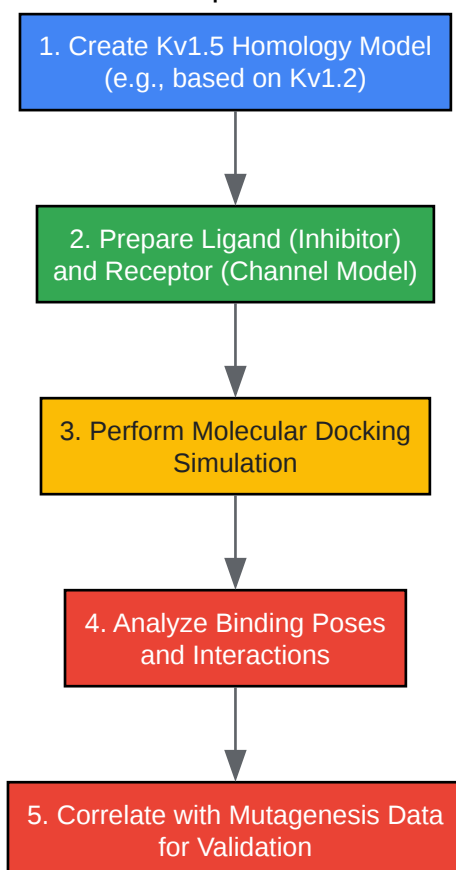 1. Create Kv1.5 Homology Model
(e.g., based on Kv1.2)
2. Prepare Ligand (Inhibitor)
and Receptor (Channel Model)
3. Perform Molecular Docking
Simulation
4. Analyze Binding Poses
and Interactions
5. Correlate with Mutagenesis Data
for Validation